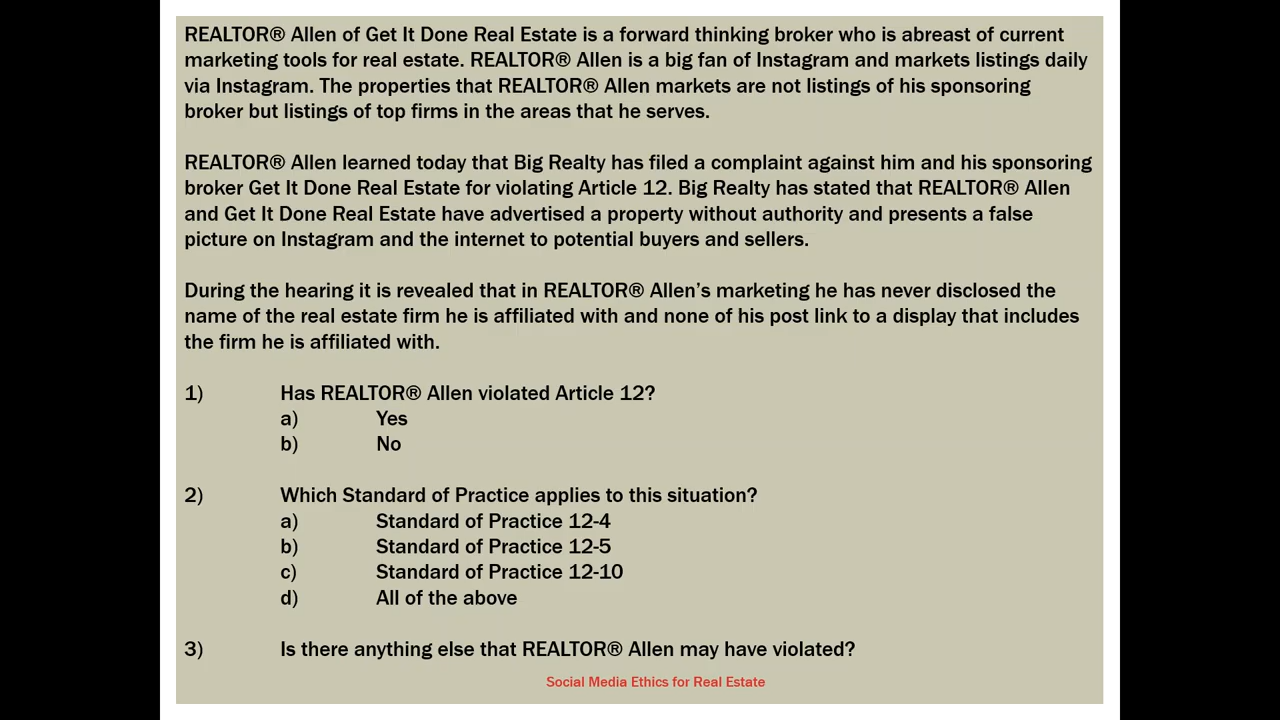 REALTOR® Allen of Get It Done Real Estate is a forward thinking broker who is abreast of current
marketing tools for real estate. REALTOR® Allen is a big fan of Instagram and markets listings daily
via Instagram. The properties that REALTOR® Allen markets are not listings of his sponsoring
broker but listings of top firms in the areas that he serves.
REALTOR® Allen learned today that Big Realty has filed a complaint against him and his sponsoring
broker Get It Done Real Estate for violating Article 12. Big Realty has stated that REALTOR® Allen
and Get It Done Real Estate have advertised a property without authority and presents a false
picture on Instagram and the internet to potential buyers and sellers.
During the hearing it is revealed that in REALTOR® Allen’s marketing he has never disclosed the
name of the real estate firm he is affiliated with and none of his post link to a display that includes
the firm he is affiliated with.
1) Has REALTOR® Allen violated Article 12?
a) Yes
b) No
2) Which Standard of Practice applies to this situation?
a) Standard of Practice 12-4
b) Standard of Practice 12-5
c) Standard of Practice 12-10
d) All of the above
3) Is there anything else that REALTOR® Allen may have violated?
Social Media Ethics for Real Estate